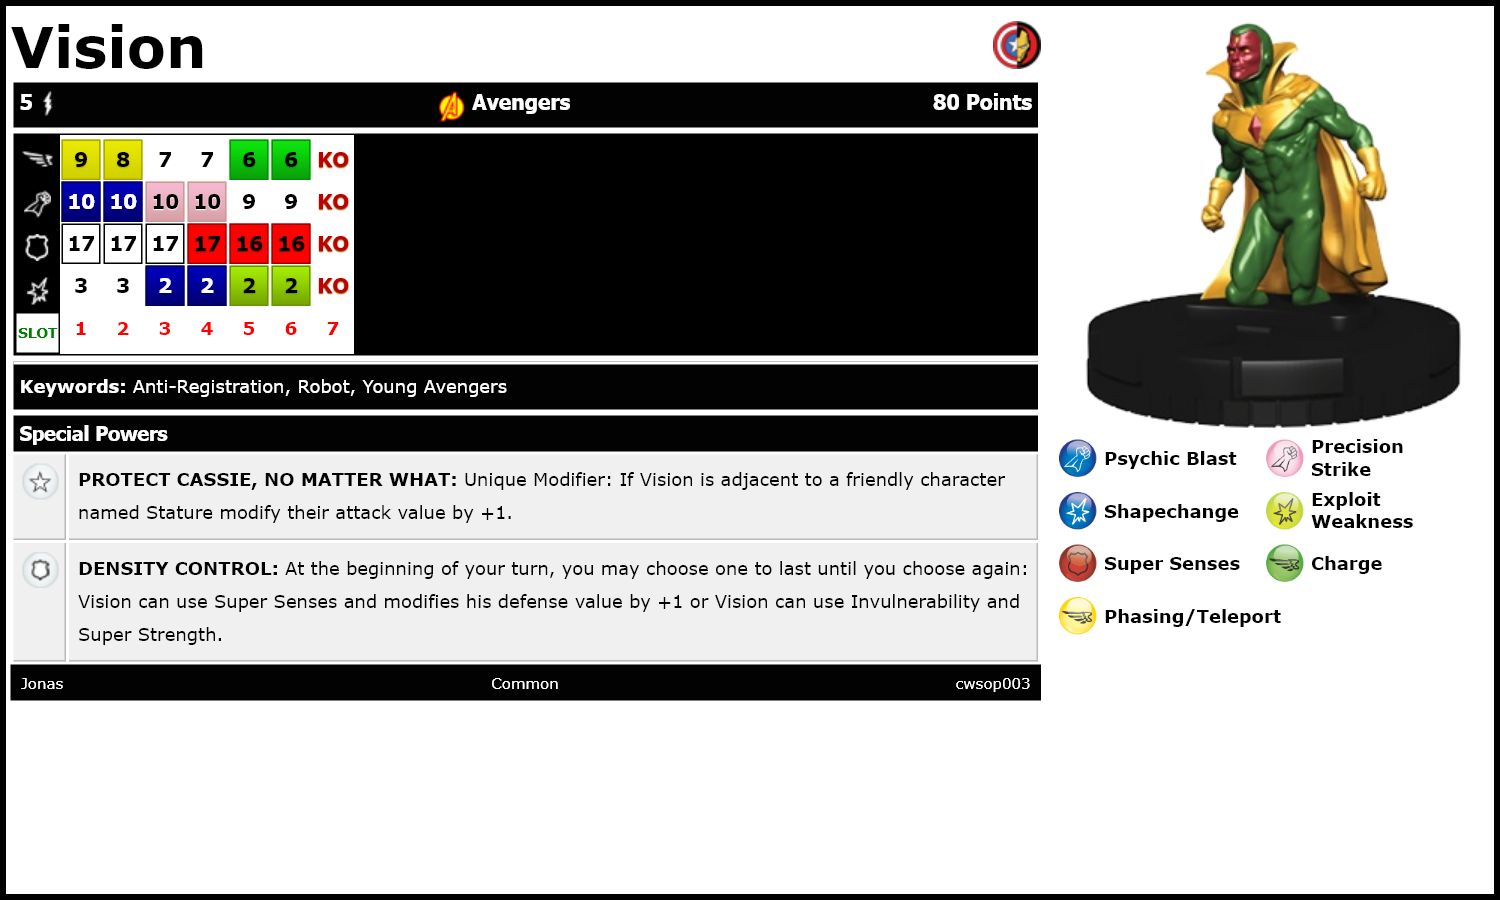 Vision
5 Avengers 80 Points
9 8 7 7 6 6 KO
10 10 10 10 9 9 KO
17 17 17 17 16 16 KO
3 3 2 2 2 2 KO
SLOT 1 2 3 4 5 6 7
Keywords: Anti-Registration, Robot, Young Avengers
Special Powers
PROTECT CASSIE, NO MATTER WHAT: Unique Modifier: If Vision is adjacent to a friendly character
named Stature modify their attack value by +1.
DENSITY CONTROL: At the beginning of your turn, you may choose one to last until you choose again:
Vision can use Super Senses and modifies his defense value by +1 or Vision can use Invulnerability and
Super Strength.
Jonas Common cwsop003
Psychic Blast
Precision
Strike
Shapechange
Exploit
Weakness
Super Senses
Charge
Phasing/Teleport